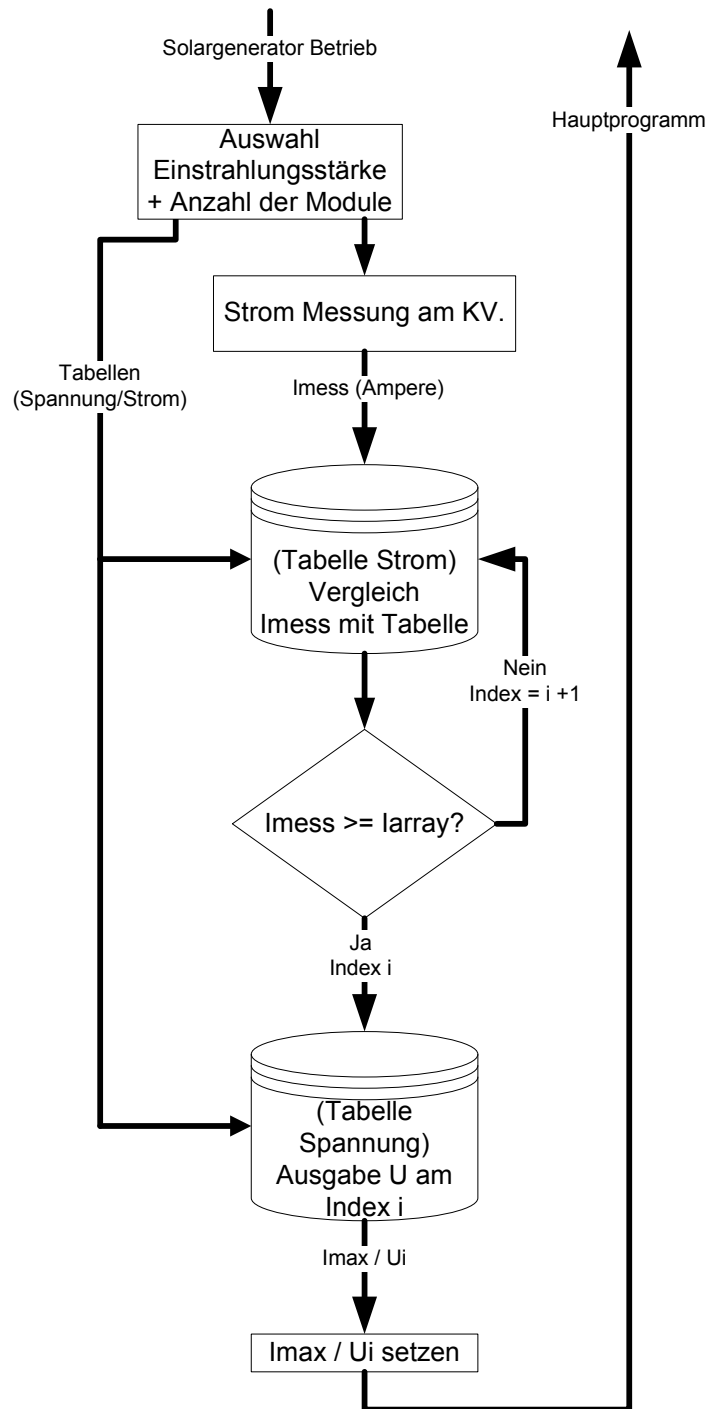 Solargenerator Betrieb
Hauptprogramm
Auswahl
Einstrahlungsstärke
+ Anzahl der Module
Strom Messung am KV.
Tabellen
(Spannung/Strom)
Imess (Ampere)
(Tabelle Strom)
Vergleich
Imess mit Tabelle
Nein
Index = i +1
Imess >= Iarray?
Ja
Index i
(Tabelle
Spannung)
Ausgabe U am
Index i
Imax / Ui
Imax / Ui setzen